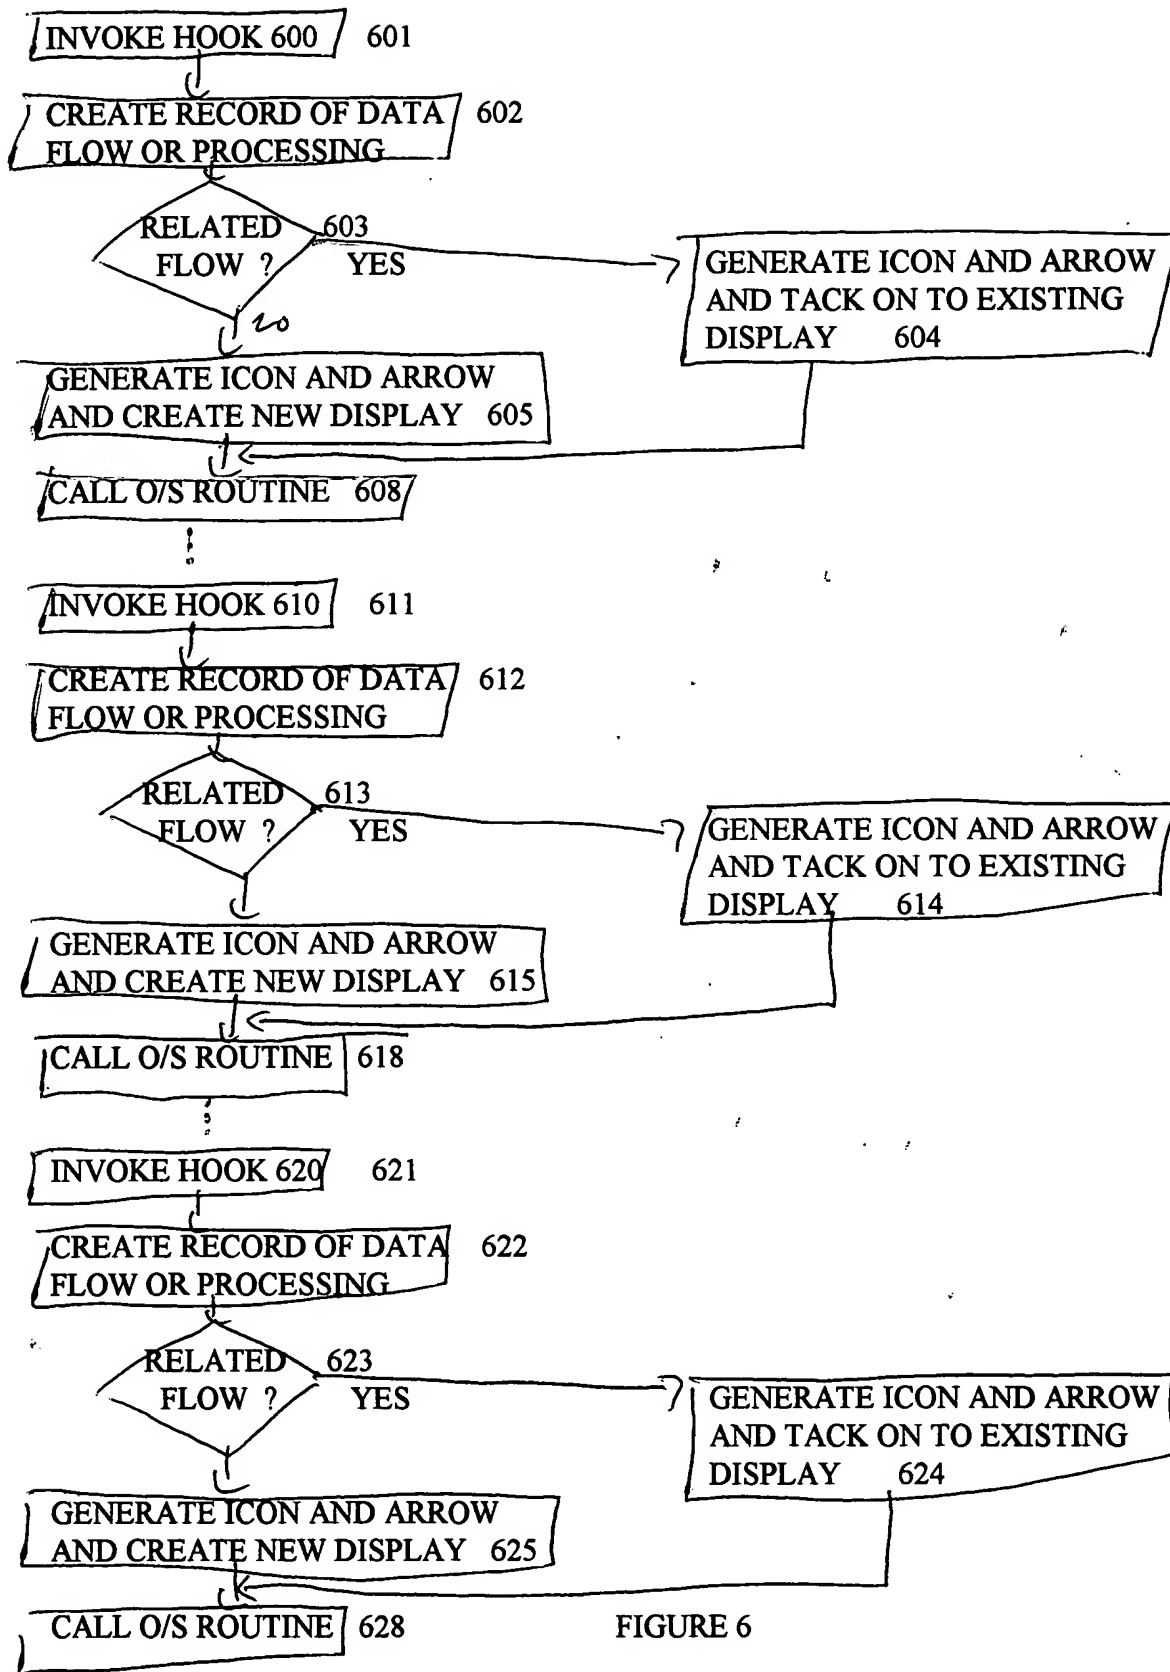 INVOKE HOOK 600 601
CREATE RECORD OF DATA 602
FLOW OR PROCESSING
RELATED 603
FLOW ? YES
GENERATE ICON AND ARROW
AND TACK ON TO EXISTING
DISPLAY 604
GENERATE ICON AND ARROW
AND CREATE NEW DISPLAY 605
CALL O/S ROUTINE 608
INVOKE HOOK 610 611
CREATE RECORD OF DATA 612
FLOW OR PROCESSING
RELATED 613
FLOW ? YES
GENERATE ICON AND ARROW
AND TACK ON TO EXISTING
DISPLAY 614
GENERATE ICON AND ARROW
AND CREATE NEW DISPLAY 615
CALL O/S ROUTINE 618
INVOKE HOOK 620 621
CREATE RECORD OF DATA 622
FLOW OR PROCESSING
RELATED 623
FLOW ? YES
GENERATE ICON AND ARROW
AND TACK ON TO EXISTING
DISPLAY 624
GENERATE ICON AND ARROW
AND CREATE NEW DISPLAY 625
CALL O/S ROUTINE 628
FIGURE 6